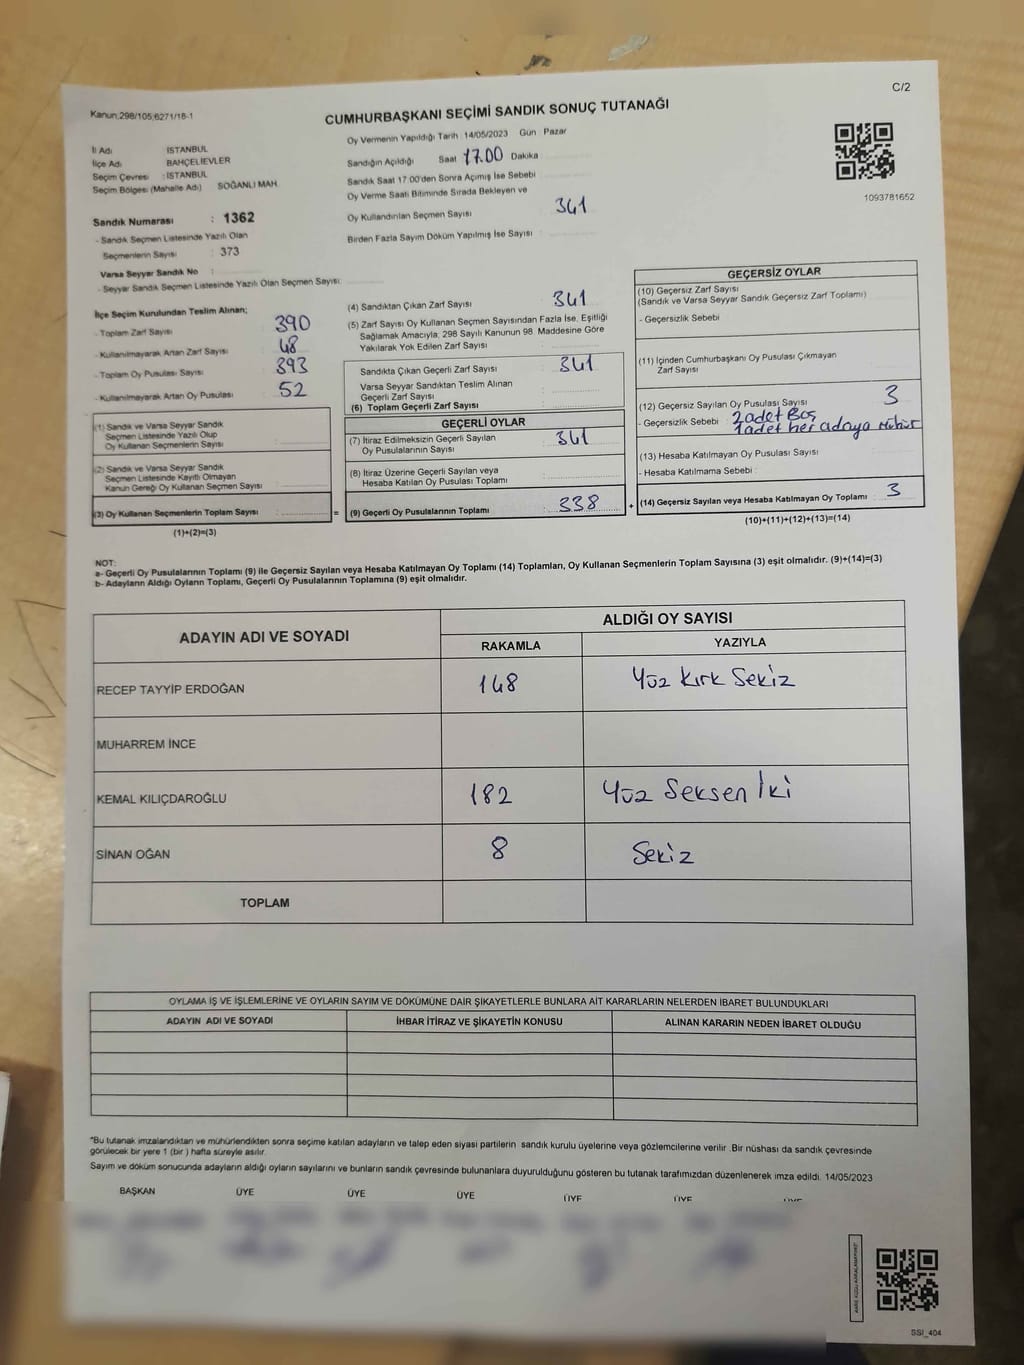 C/2
Kanun;298/105;6271/18-1
CUMHURBAŞKANI SEÇİMİ SANDIK SONUÇ TUTANAĞI
Oy Vermenin Yapıldığı Tarih 14/05/2023 Gün Pazar
İl Adı İSTANBUL
İlçe Adı BAHÇELİEVLER
Seçim Çevresi : İSTANBUL
Seçim Bölgesi (Mahalle Adı) SOĞANLI MAH.
Sandığın Açıldığı Saat 17.00 Dakika
Sandık Saat 17:00'den Sonra Açımış İse Sebebi
Oy Verme Saati Bitiminde Sırada Bekleyen ve
Oy Kullandırılan Seçmen Sayısı 341
Birden Fazla Sayım Döküm Yapılmış İse Sayısı
1093781652
Sandık Numarası : 1362
- Sandık Seçmen Listesinde Yazılı Olan
Seçmenlerin Sayısı : 373
Varsa Seyyar Sandık No :
- Seyyar Sandık Seçmen Listesinde Yazılı Olan Seçmen Sayısı:
İlçe Seçim Kurulundan Teslim Alınan;
- Toplam Zarf Sayısı 390
- Kullanılmayarak Artan Zarf Sayısı 48
- Toplam Oy Pusulası Sayısı 393
- Kullanılmayarak Artan Oy Pusulası 52
(1) Sandık ve Varsa Seyyar Sandık
Seçmen Listesinde Yazılı Olup
Oy Kullanan Seçmenlerin Sayısı
(2) Sandık ve Varsa Seyyar Sandık
Seçmen Listesinde Kayıtlı Olmayan
Kanun Gereği Oy Kullanan Seçmen Sayısı
(3) Oy Kullanan Seçmenlerin Toplam Sayısı =
(1)+(2)=(3)
(4) Sandıktan Çıkan Zarf Sayısı 341
(5) Zarf Sayısı Oy Kullanan Seçmen Sayısından Fazla İse, Eşitliği
Sağlamak Amacıyla; 298 Sayılı Kanunun 98. Maddesine Göre
Yakılarak Yok Edilen Zarf Sayısı
Sandıkta Çıkan Geçerli Zarf Sayısı 341
Varsa Seyyar Sandıktan Teslim Alınan
Geçerli Zarf Sayısı
(6) Toplam Geçerli Zarf Sayısı
GEÇERLİ OYLAR
(7) İtiraz Edilmeksizin Geçerli Sayılan
Oy Pusulalarının Sayısı 341
(8) İtiraz Üzerine Geçerli Sayılan veya
Hesaba Katılan Oy Pusulası Toplamı
(9) Geçerli Oy Pusulalarının Toplamı 338 +
GEÇERSİZ OYLAR
(10) Geçersiz Zarf Sayısı
(Sandık ve Varsa Seyyar Sandık Geçersiz Zarf Toplamı)
- Geçersizlik Sebebi
(11) İçinden Cumhurbaşkanı Oy Pusulası Çıkmayan
Zarf Sayısı
(12) Geçersiz Sayılan Oy Pusulası Sayısı 3
- Geçersizlik Sebebi : 2 adet Boş
1 adet her adaya Mühür
(13) Hesaba Katılmayan Oy Pusulası Sayısı
- Hesaba Katılmama Sebebi
(14) Geçersiz Sayılan veya Hesaba Katılmayan Oy Toplamı 3
(10)+(11)+(12)+(13)=(14)
NOT:
a- Geçerli Oy Pusulalarının Toplamı (9) ile Geçersiz Sayılan veya Hesaba Katılmayan Oy Toplamı (14) Toplamları, Oy Kullanan Seçmenlerin Toplam Sayısına (3) eşit olmalıdır. (9)+(14)=(3)
b- Adayların Aldığı Oyların Toplamı, Geçerli Oy Pusulalarının Toplamına (9) eşit olmalıdır.
ADAYIN ADI VE SOYADI
ALDIĞI OY SAYISI
RAKAMLA YAZIYLA
RECEP TAYYİP ERDOĞAN 148 Yüz Kırk Sekiz
MUHARREM İNCE
KEMAL KILIÇDAROĞLU 182 Yüz Seksen İki
SİNAN OĞAN 8 Sekiz
TOPLAM
OYLAMA İŞ VE İŞLEMLERİNE VE OYLARIN SAYIM VE DÖKÜMÜNE DAİR ŞİKAYETLERLE BUNLARA AİT KARARLARIN NELERDEN İBARET BULUNDUKLARI
ADAYIN ADI VE SOYADI İHBAR İTİRAZ VE ŞİKAYETİN KONUSU ALINAN KARARIN NEDEN İBARET OLDUĞU
*Bu tutanak imzalandıktan ve mühürlendikten sonra seçime katılan adayların ve talep eden siyasi partilerin sandık kurulu üyelerine veya gözlemcilerine verilir .Bir nüshası da sandık çevresinde
görülecek bir yere 1 (bir ) hafta süreyle asılır.
Sayım ve döküm sonucunda adayların aldığı oyların sayılarını ve bunların sandık çevresinde bulunanlara duyurulduğunu gösteren bu tutanak tarafımızdan düzenlenerek imza edildi. 14/05/2023
BAŞKAN ÜYE ÜYE ÜYE ÜYE ÜYE ÜYE
SSI_404